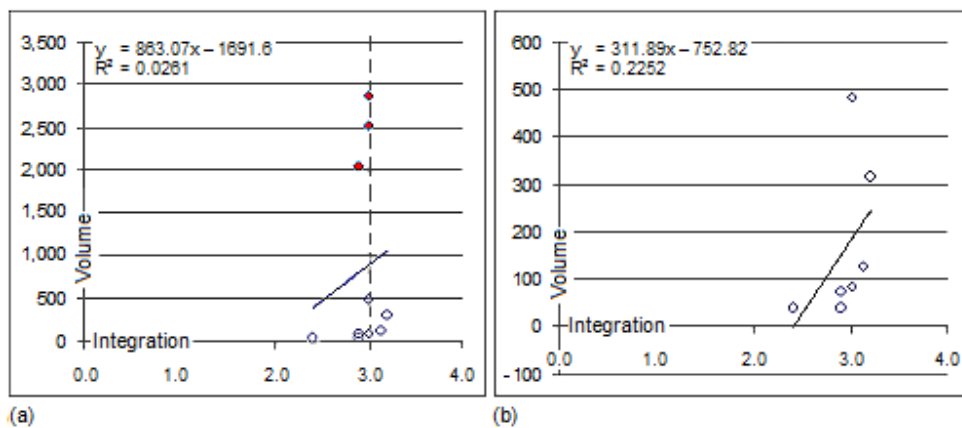 3,500
y = 863.07x – 1691.6
R² = 0.0261
3,000
2,500
2,000
1,500
1,000
500
0
Volume
Integration
0.0 1.0 2.0 3.0 4.0
(a)
600
y = 311.89x – 752.82
R² = 0.2252
500
400
300
200
100
0
- 100
Volume
Integration
0.0 1.0 2.0 3.0 4.0
(b)